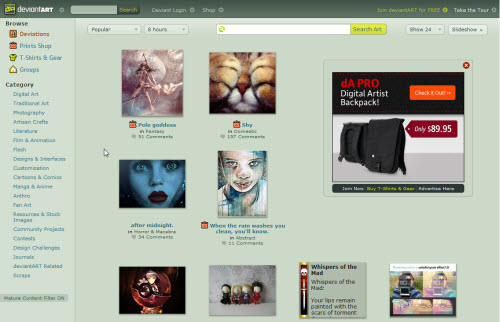 deviantART
Search
Deviant Login
Shop
Join deviantART for FREE
Take the Tour
Browse
Deviations
Prints Shop
T-Shirts & Gear
Groups
Category
Digital Art
Traditional Art
Photography
Artisan Crafts
Literature
Film & Animation
Flash
Designs & Interfaces
Customization
Cartoons & Comics
Manga & Anime
Anthro
Fan Art
Resources & Stock
Images
Community Projects
Contests
Design Challenges
Journals
deviantART Related
Scraps
Mature Content Filter ON
Popular
8 hours
Search Art
Show 24
Slideshow
Pole goddess
in Fantasy
51 Comments
Shy
in Domestic
157 Comments
after midnight.
in Horror & Macabre
34 Comments
When the rain washes you
clean, you'll know.
in Abstract
11 Comments
Whispers of the
Mad
Whispers of the
Mad:
Your lips remain
painted with the
scars of torment
dA PRO
Digital Artist
Backpack!
Check it out!
Only $89.95
Join Now
Buy T-Shirts & Gear
Advertise Here